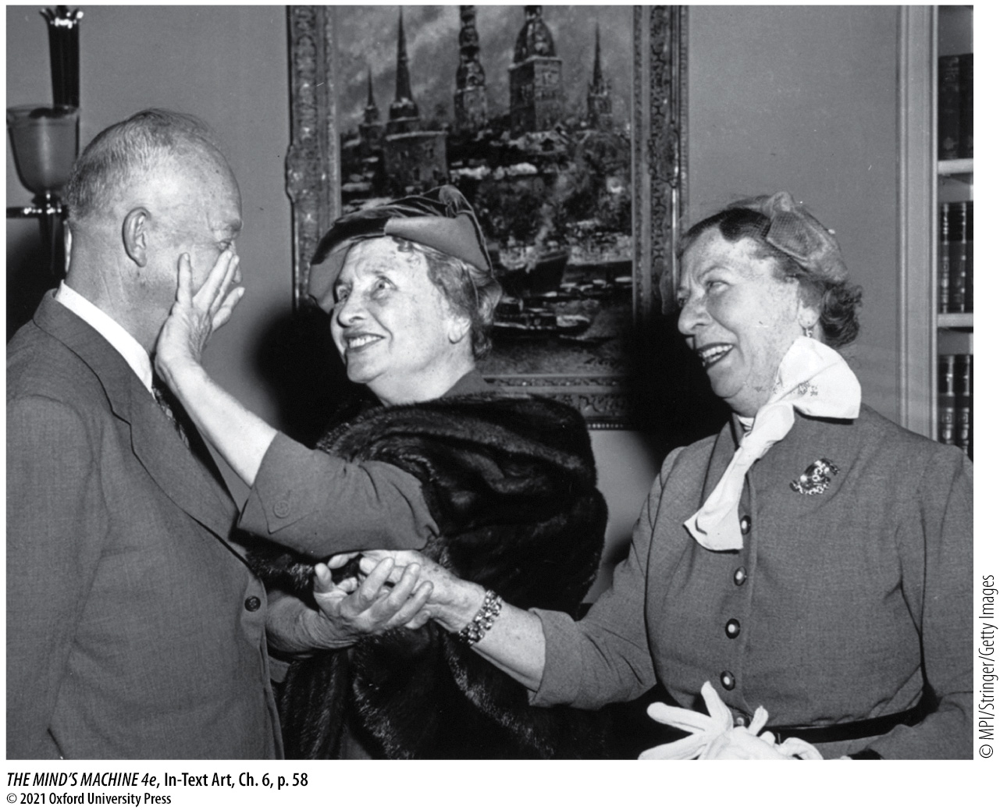 © MPI/Stringer/Getty Images
THE MIND'S MACHINE 4e, In-Text Art, Ch. 6, p. 58
© 2021 Oxford University Press